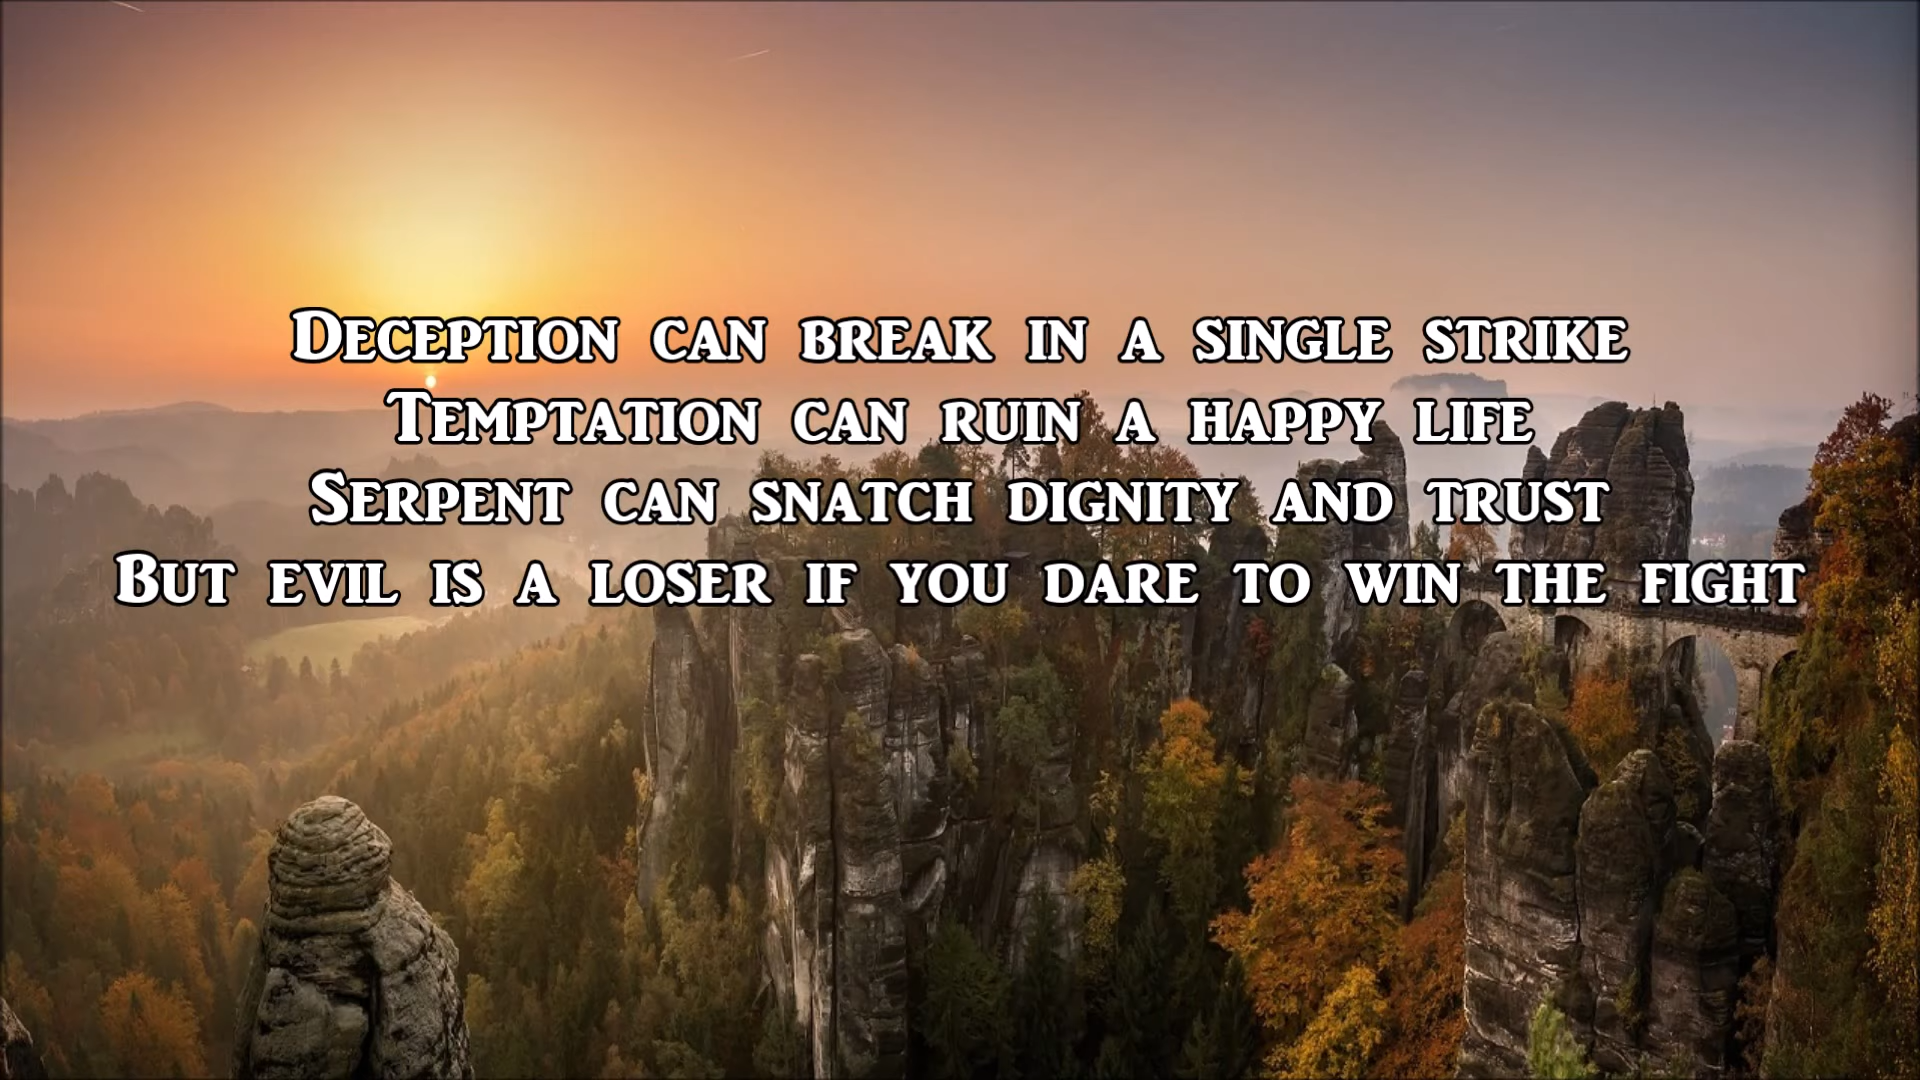 Deception can break in a single strike
Temptation can ruin a happy life
Serpent can snatch dignity and trust
But evil is a loser if you dare to win the fight